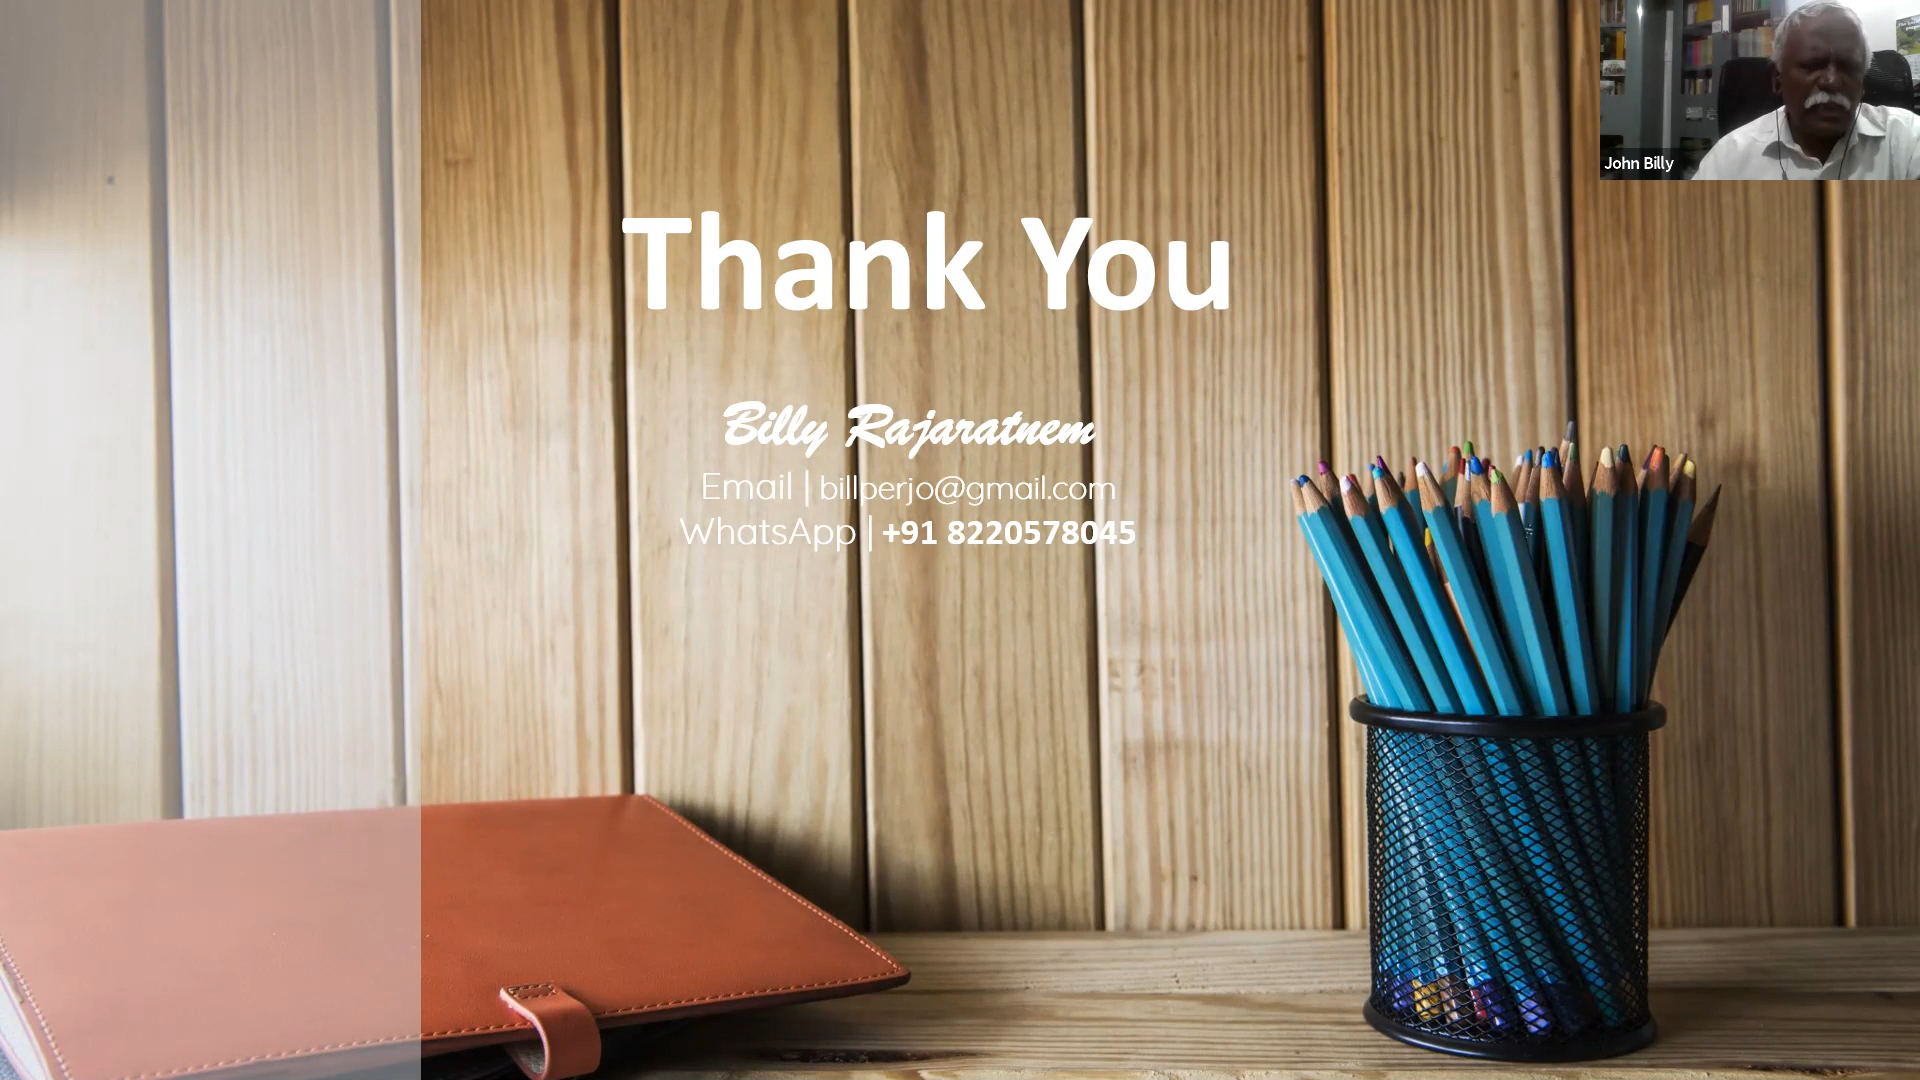 Thank You
Billy Rajaratnem
Email | billperjo@gmail.com
WhatsApp | +91 8220578045
John Billy